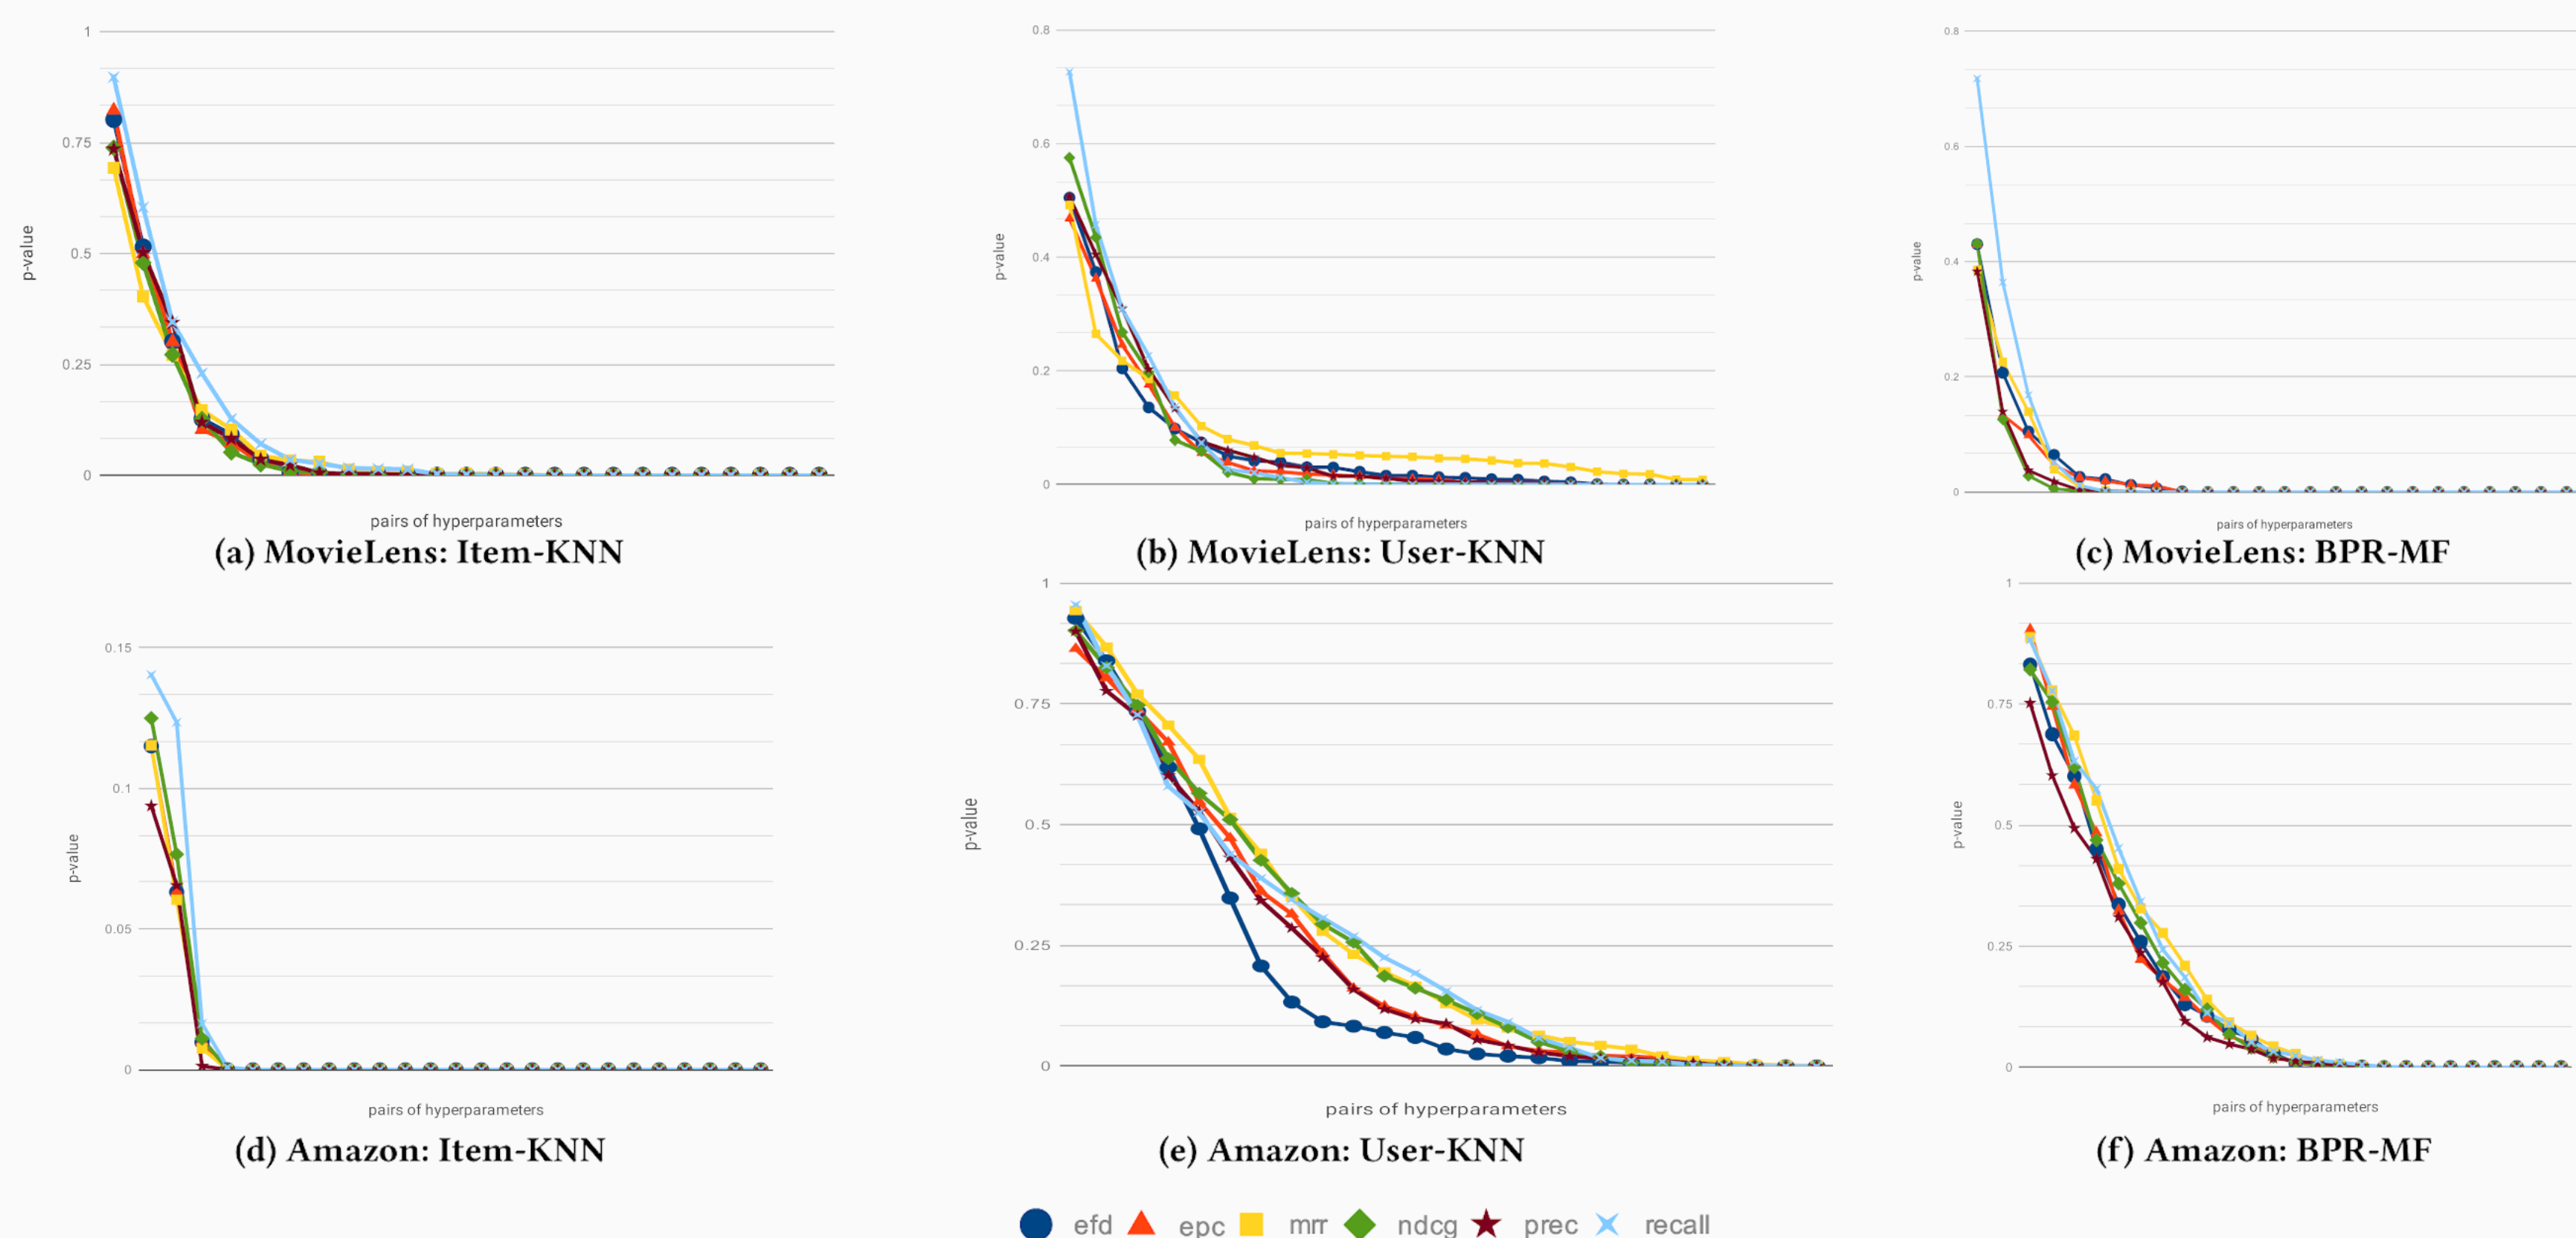 1
0.75
0.5
0.25
0
p-value
pairs of hyperparameters
(a) MovieLens: Item-KNN
0.8
0.6
0.4
0.2
0
p-value
pairs of hyperparameters
(b) MovieLens: User-KNN
0.8
0.6
0.4
0.2
0
p-value
pairs of hyperparameters
(c) MovieLens: BPR-MF
0.15
0.1
0.05
0
p-value
pairs of hyperparameters
(d) Amazon: Item-KNN
1
0.75
0.5
0.25
0
p-value
pairs of hyperparameters
(e) Amazon: User-KNN
1
0.75
0.5
0.25
0
p-value
pairs of hyperparameters
(f) Amazon: BPR-MF
efd epc mrr ndcg prec recall